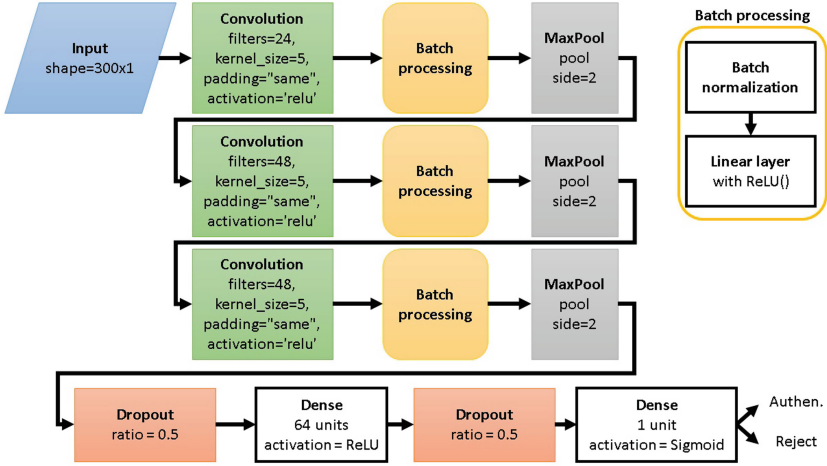 Input
shape=300x1
Convolution
filters=24,
kernel_size=5,
padding="same",
activation='relu'
Batch
processing
MaxPool
pool
side=2
Batch processing
Batch
normalization
Linear layer
with ReLU()
Convolution
filters=48,
kernel_size=5,
padding="same",
activation='relu'
Batch
processing
MaxPool
pool
side=2
Convolution
filters=48,
kernel_size=5,
padding="same",
activation='relu'
Batch
processing
MaxPool
pool
side=2
Dropout
ratio = 0.5
Dense
64 units
activation = ReLU
Dropout
ratio = 0.5
Dense
1 unit
activation = Sigmoid
Authen.
Reject